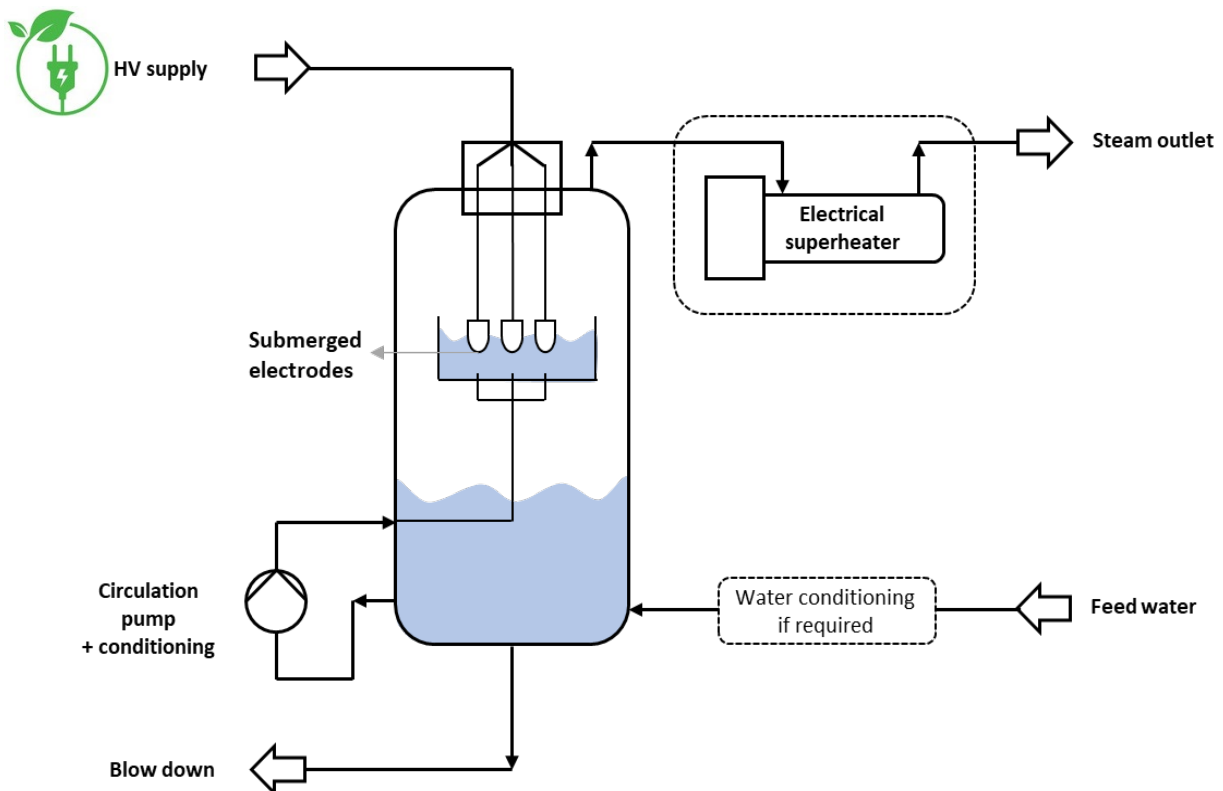 HV supply
Steam outlet
Electrical
superheater
Submerged
electrodes
Circulation
pump
+ conditioning
Water conditioning
if required
Feed water
Blow down